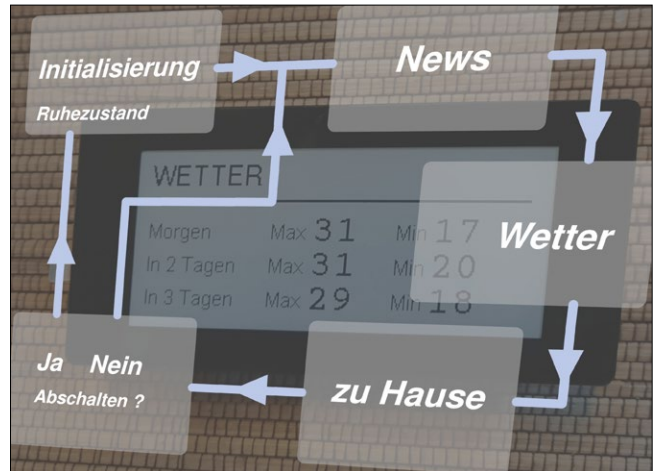 Initialisierung
Ruhezustand
News
WETTER
Morgen Max 31 Min 17
In 2 Tagen Max 31 Min 20
In 3 Tagen Max 29 Min 18
Wetter
zu Hause
Ja Nein
Abschalten ?